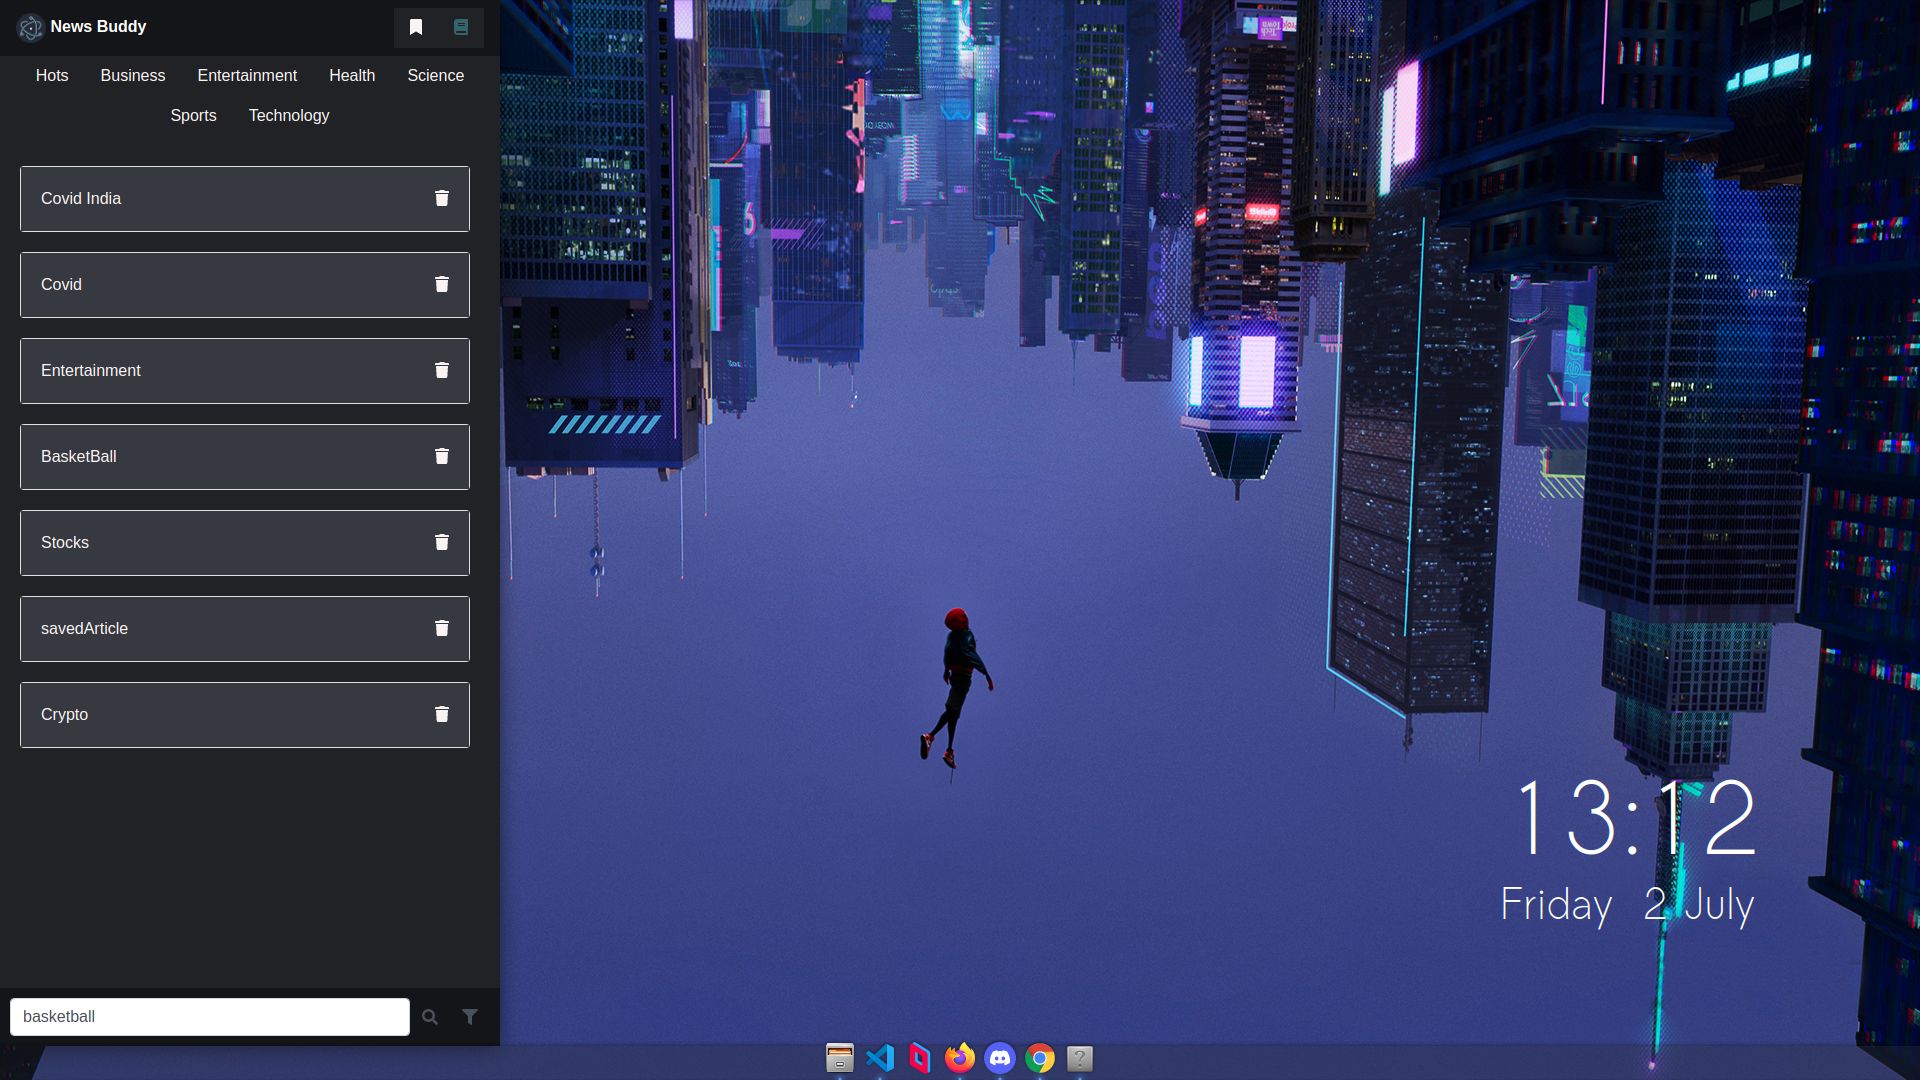 News Buddy
Hots Business Entertainment Health Science
Sports Technology
Covid India
Covid
Entertainment
BasketBall
Stocks
savedArticle
Crypto
basketball
13:12
Friday 2 July
?